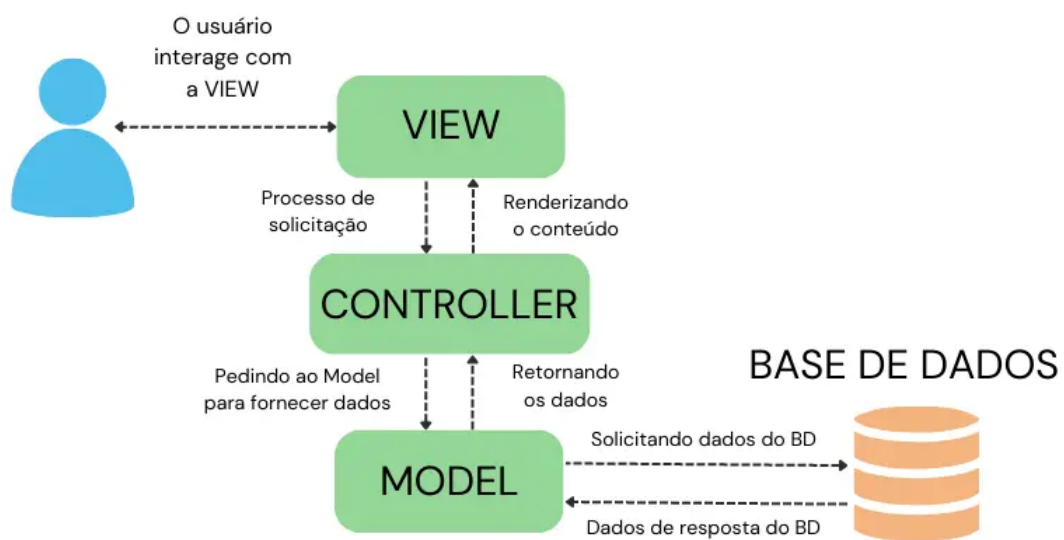 O usuário
interage com
a VIEW
VIEW
Processo de
solicitação
Renderizando
o conteúdo
CONTROLLER
Pedindo ao Model
para fornecer dados
Retornando
os dados
BASE DE DADOS
MODEL
Solicitando dados do BD
Dados de resposta do BD